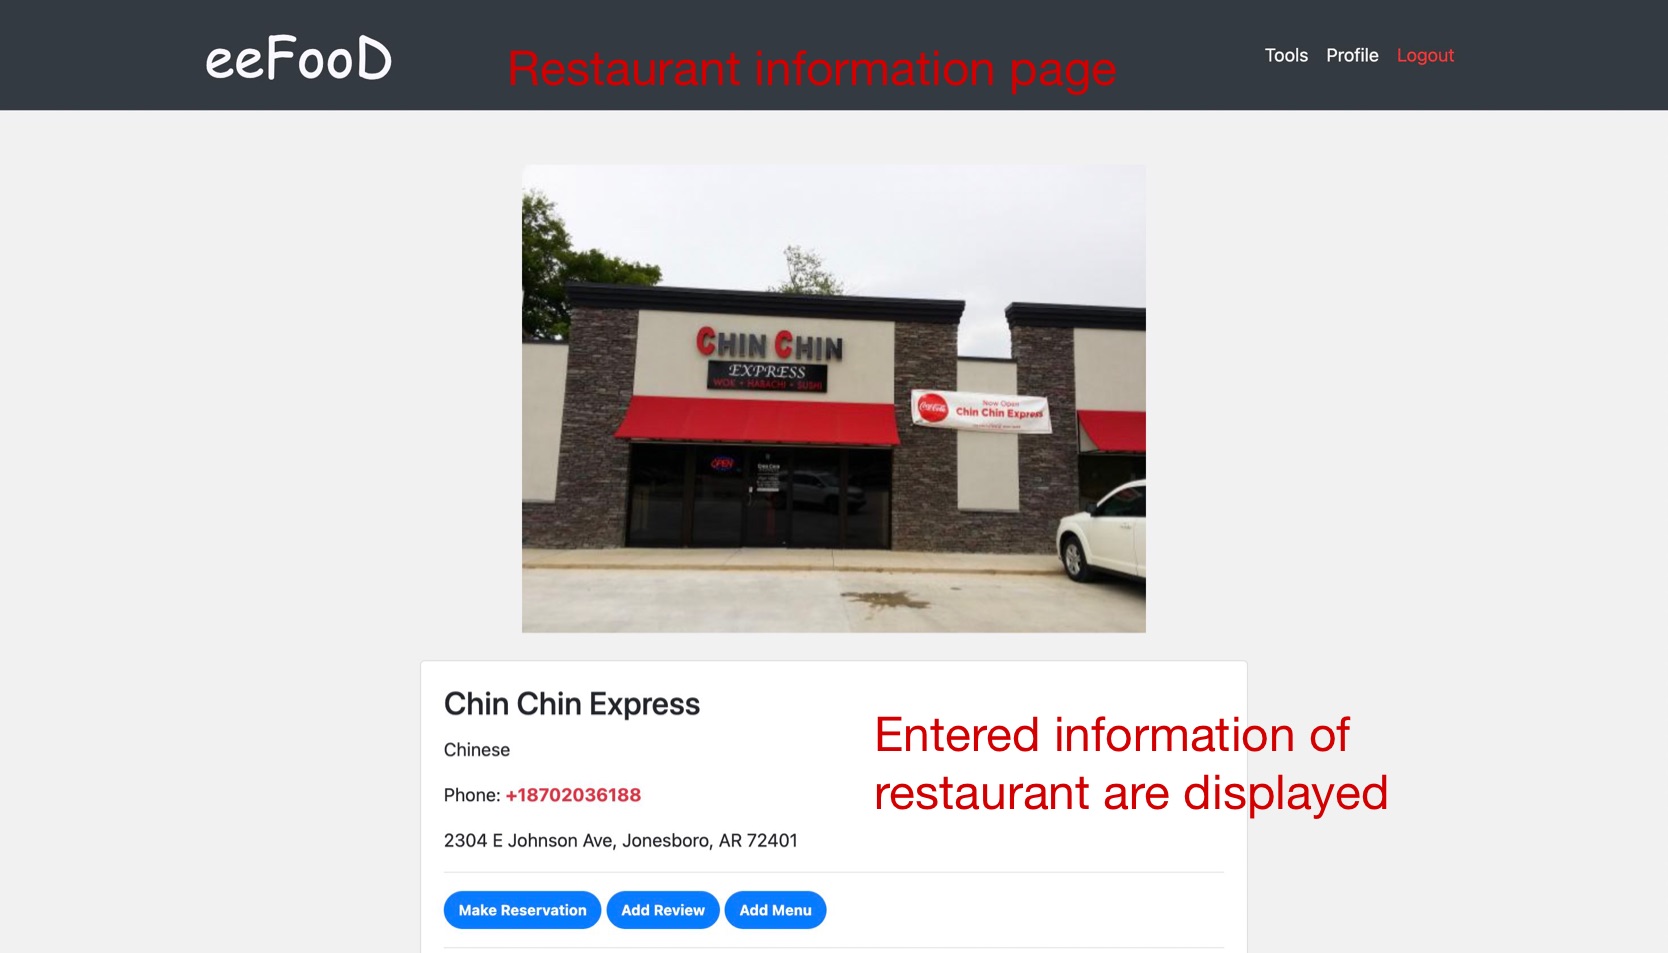 eeFooD
Restaurant information page
Tools Profile Logout
CHIN CHIN
EXPRESS
WOK • HABACHI • SUSHI
Now Open
Coca-Cola
Chin Chin Express
OPEN
Chin Chin Express
Chinese
Entered information of
restaurant are displayed
Phone: +18702036188
2304 E Johnson Ave, Jonesboro, AR 72401
Make Reservation Add Review Add Menu